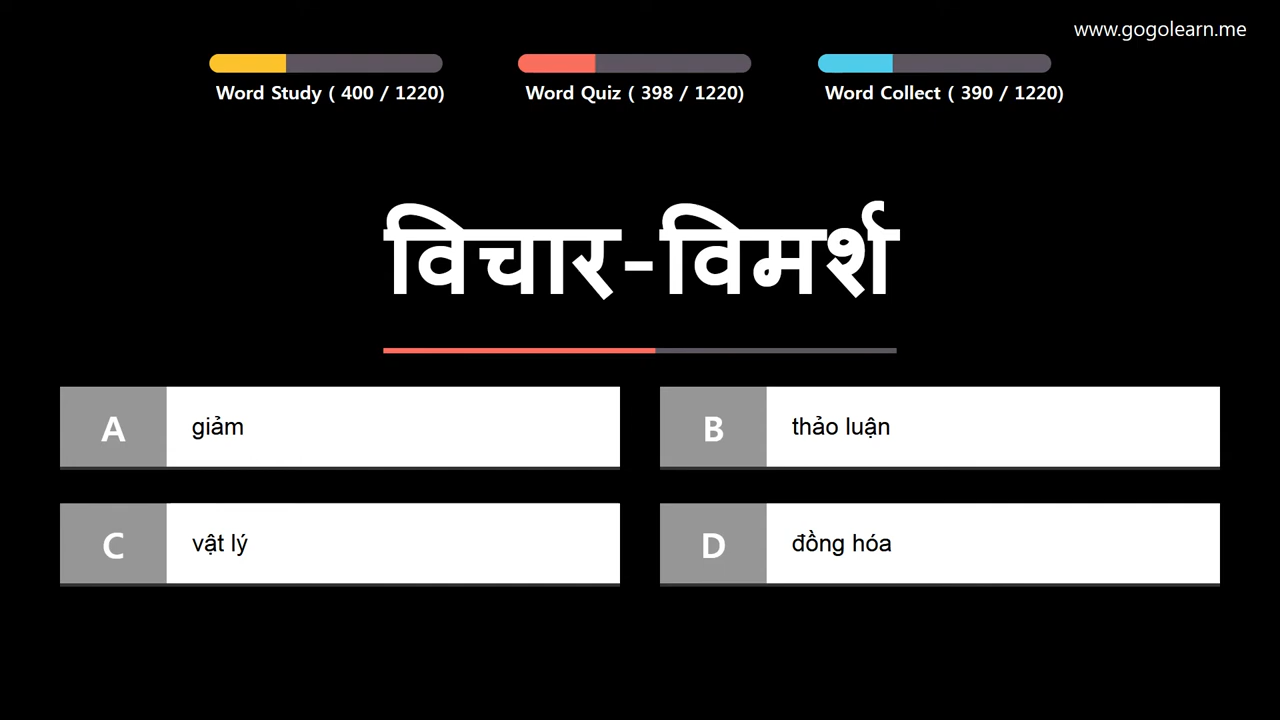 www.gogolearn.me
Word Study ( 400 / 1220)
Word Quiz ( 398 / 1220)
Word Collect ( 390 / 1220)
विचार-विमर्श
A giảm
B thảo luận
C vật lý
D đồng hóa